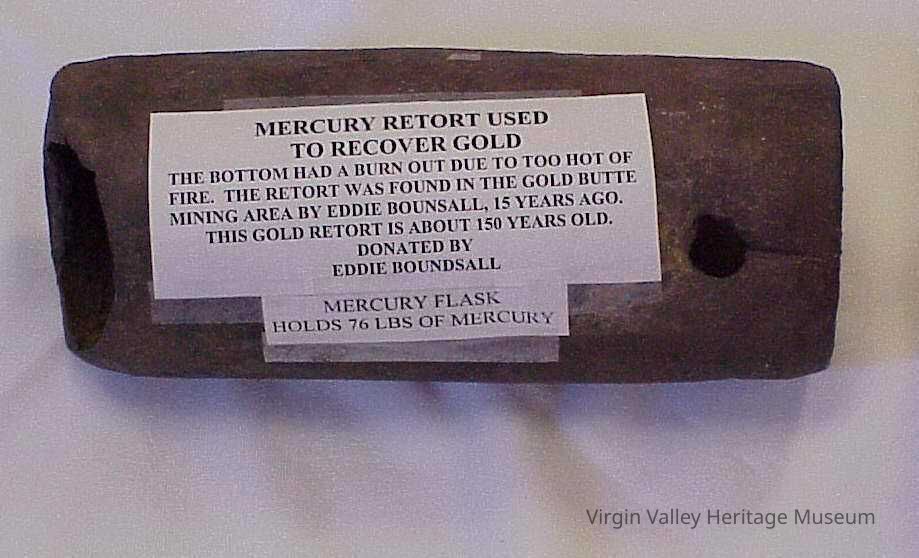 MERCURY RETORT USED
TO RECOVER GOLD
THE BOTTOM HAD A BURN OUT DUE TO TOO HOT OF
FIRE. THE RETORT WAS FOUND IN THE GOLD BUTTE
MINING AREA BY EDDIE BOUNSALL, 15 YEARS AGO.
THIS GOLD RETORT IS ABOUT 150 YEARS OLD.
DONATED BY
EDDIE BOUNDSALL
MERCURY FLASK
HOLDS 76 LBS OF MERCURY
Virgin Valley Heritage Museum